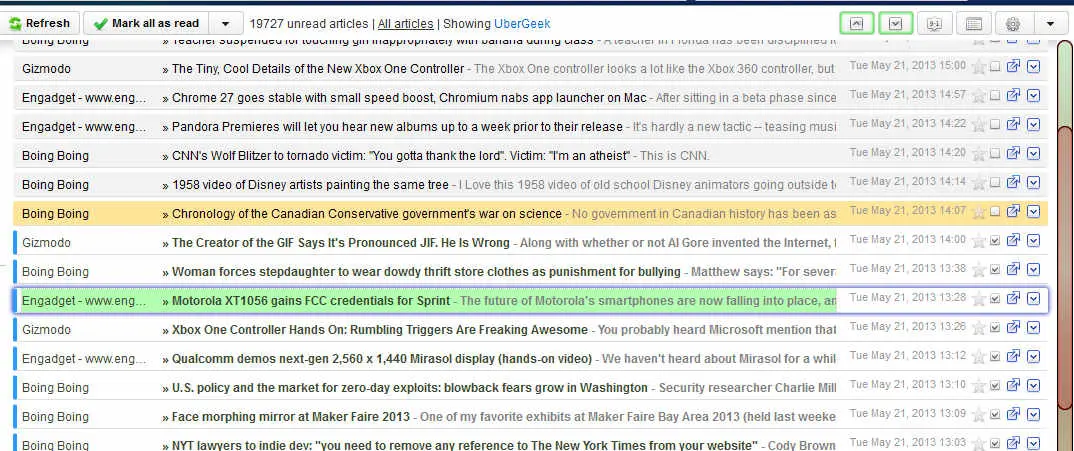 Refresh Mark all as read 19727 unread articles | All articles | Showing UberGeek
Boing Boing » Teacher suspended for touching girl inappropriately with banana during class - A teacher in Florida has been disciplined
Gizmodo » The Tiny, Cool Details of the New Xbox One Controller - The Xbox One controller looks a lot like the Xbox 360 controller, but Tue May 21, 2013 15:00
Engadget - www.eng... » Chrome 27 goes stable with small speed boost, Chromium nabs app launcher on Mac - After sitting in a beta phase since Tue May 21, 2013 14:57
Engadget - www.eng... » Pandora Premieres will let you hear new albums up to a week prior to their release - It's hardly a new tactic -- teasing musi Tue May 21, 2013 14:22
Boing Boing » CNN's Wolf Blitzer to tornado victim: "You gotta thank the lord". Victim: "I'm an atheist" - This is CNN. Tue May 21, 2013 14:20
Boing Boing » 1958 video of Disney artists painting the same tree - I Love this 1958 video of old school Disney animators going outside t Tue May 21, 2013 14:14
Boing Boing » Chronology of the Canadian Conservative government's war on science - No government in Canadian history has been as Tue May 21, 2013 14:07
Gizmodo » The Creator of the GIF Says It's Pronounced JIF. He Is Wrong - Along with whether or not Al Gore invented the Internet, Tue May 21, 2013 14:00
Boing Boing » Woman forces stepdaughter to wear dowdy thrift store clothes as punishment for bullying - Matthew says: "For sever Tue May 21, 2013 13:38
Engadget - www.eng... » Motorola XT1056 gains FCC credentials for Sprint - The future of Motorola's smartphones are now falling into place, an Tue May 21, 2013 13:28
Gizmodo » Xbox One Controller Hands On: Rumbling Triggers Are Freaking Awesome - You probably heard Microsoft mention that Tue May 21, 2013 13:26
Engadget - www.eng... » Qualcomm demos next-gen 2,560 x 1,440 Mirasol display (hands-on video) - We haven't heard about Mirasol for a whil Tue May 21, 2013 13:12
Boing Boing » U.S. policy and the market for zero-day exploits: blowback fears grow in Washington - Security researcher Charlie Mill Tue May 21, 2013 13:10
Boing Boing » Face morphing mirror at Maker Faire 2013 - One of my favorite exhibits at Maker Faire Bay Area 2013 (held last weeke Tue May 21, 2013 13:09
Boing Boing » NYT lawyers to indie dev: "you need to remove any reference to The New York Times from your website" - Cody Brown Tue May 21, 2013 13:03